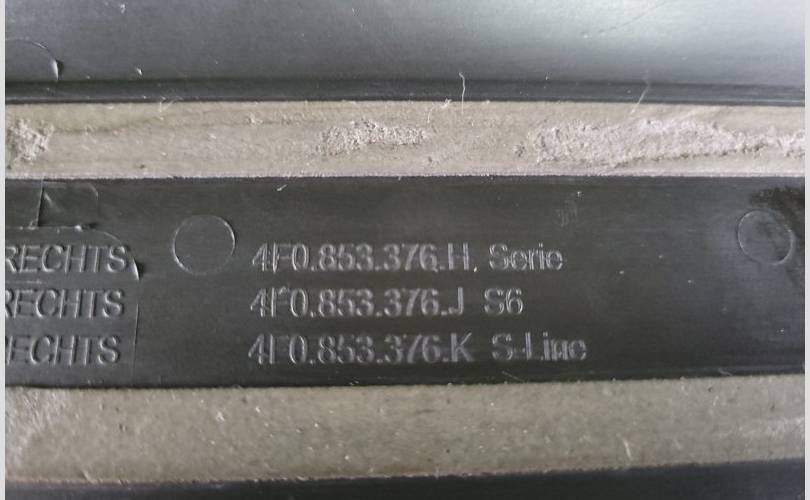 RECHTS 4F0.853.376.H. Serie
RECHTS 4F0.853.376.J S6
RECHTS 4F0.853.376.K S-Line